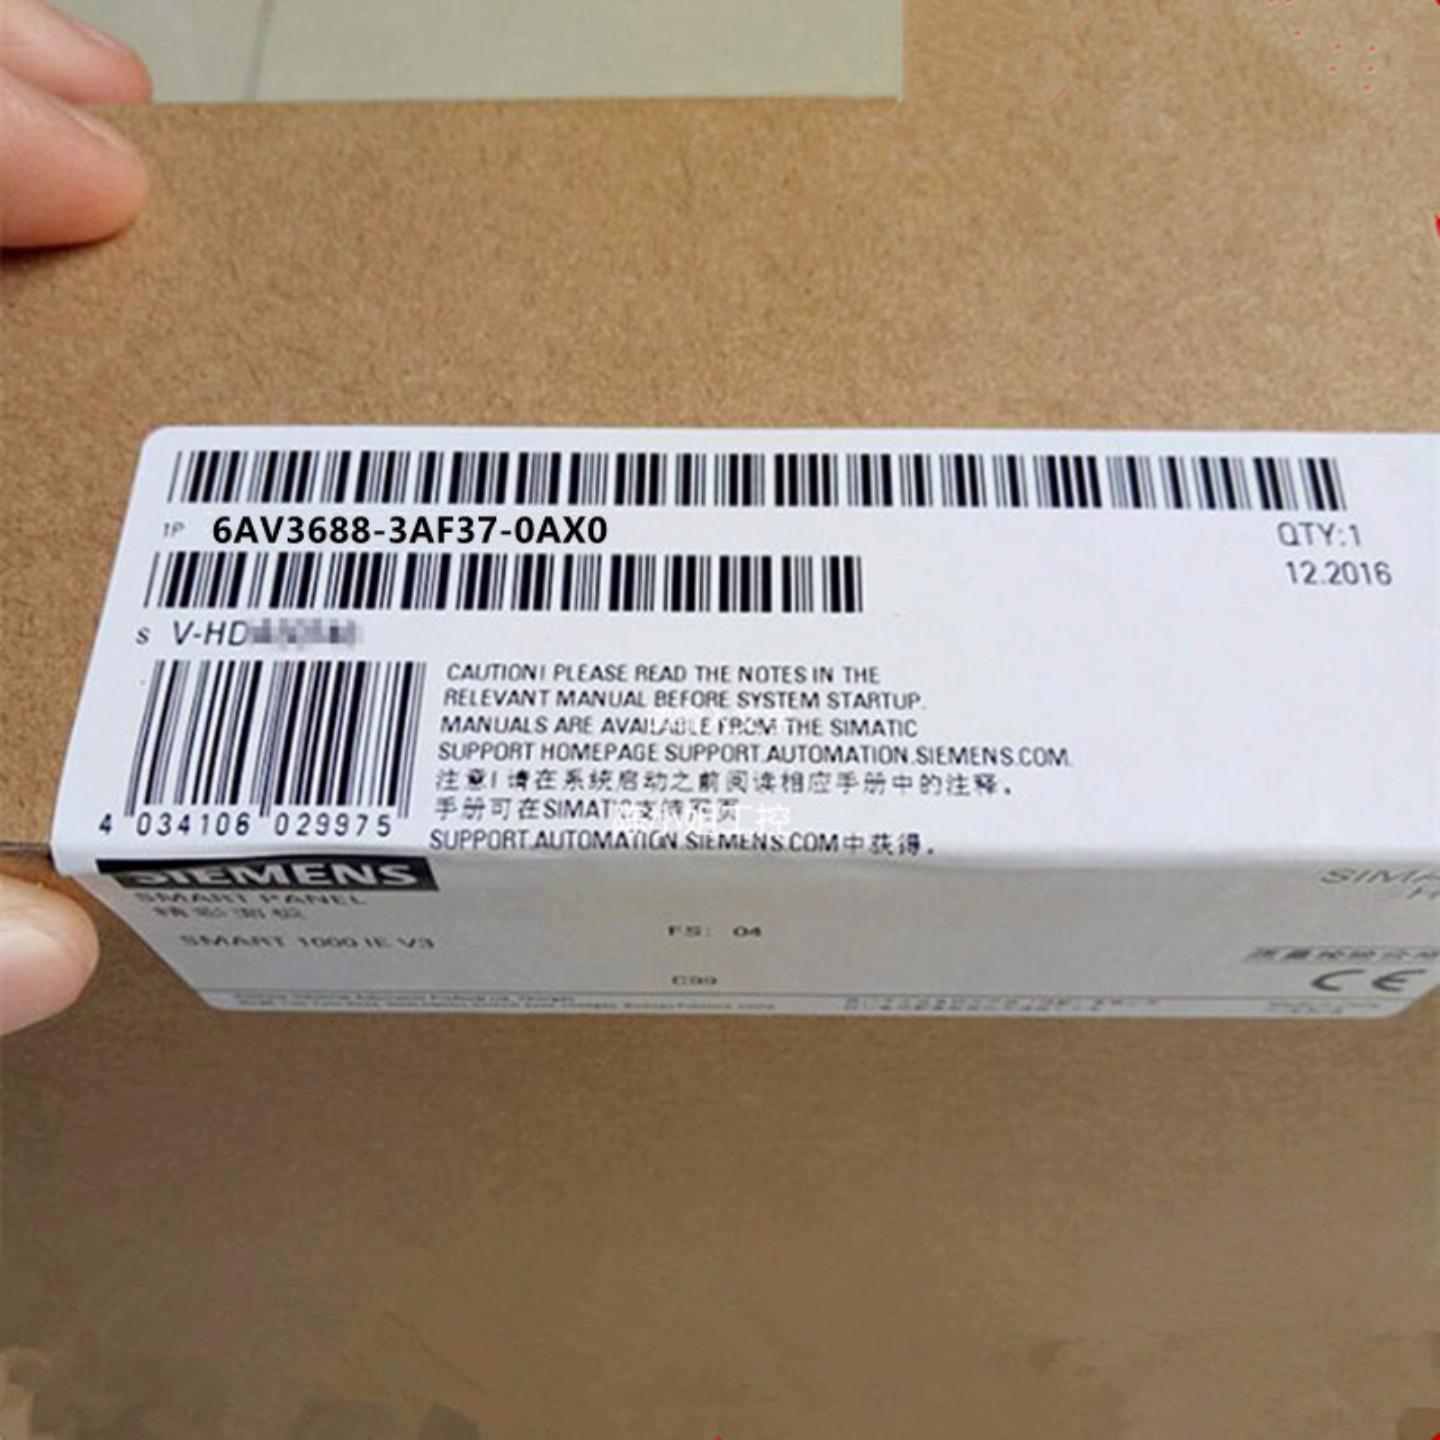 1P 6AV3688-3AF37-0AX0
QTY:1
12.2016
S V-HD
CAUTION! PLEASE READ THE NOTES IN THE
RELEVANT MANUAL BEFORE SYSTEM STARTUP.
MANUALS ARE AVAILABLE FROM THE SIMATIC
SUPPORT HOMEPAGE SUPPORT.AUTOMATION.SIEMENS.COM.
注意!请在系统启动之前阅读相应手册中的注释.
手册可在SIMATIC支持
SUPPORT.AUTOMATION.SIEMENS.COM中获得.
4 034106 029975
SIEMENS
SMART PANEL
精彩面板
SMART 1000 IE V3
FS: 04
C99
CE